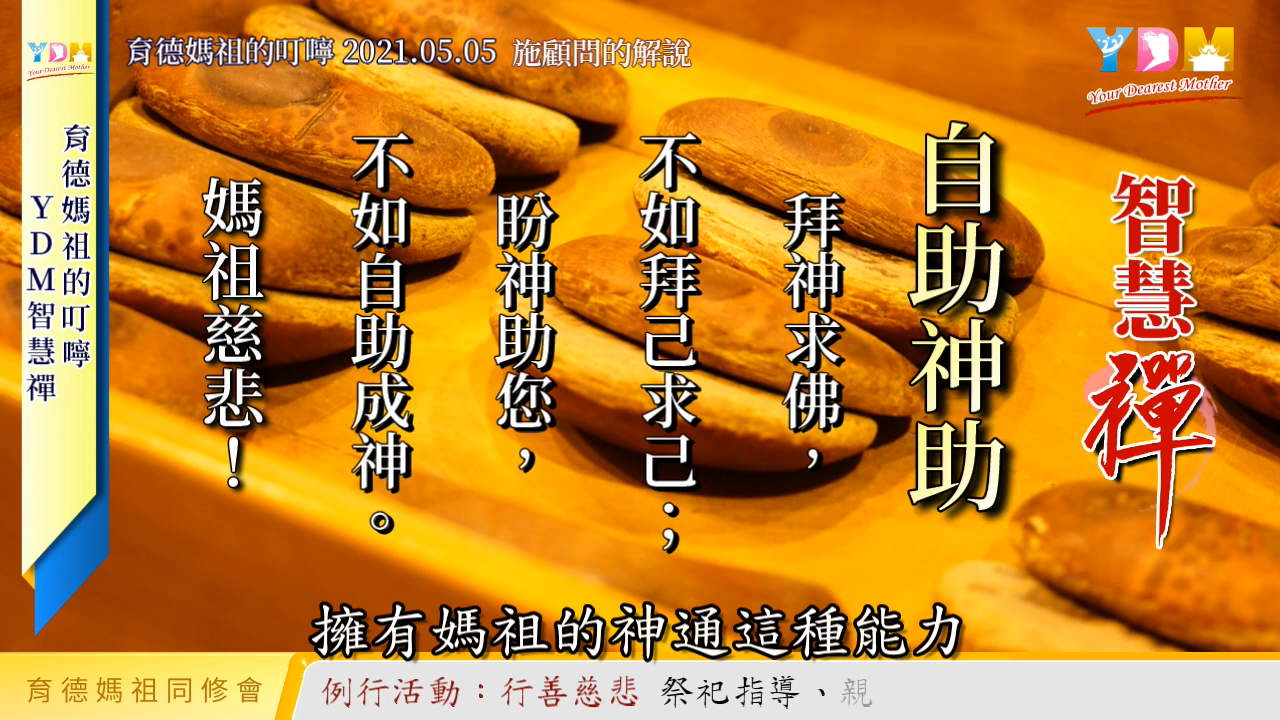 育德媽祖的叮嚀 2021.05.05 施顧問的解說
YDM
Your Dearest Mother
YDM
Your Dearest Mother
育德媽祖的叮嚀
YDM智慧禪
智慧禪
自助神助
拜神求佛，
不如拜己求己；
盼神助您，
不如自助成神。
媽祖慈悲！
擁有媽祖的神通這種能力
育德媽祖同修會
例行活動：行善慈悲 祭祀指導、親